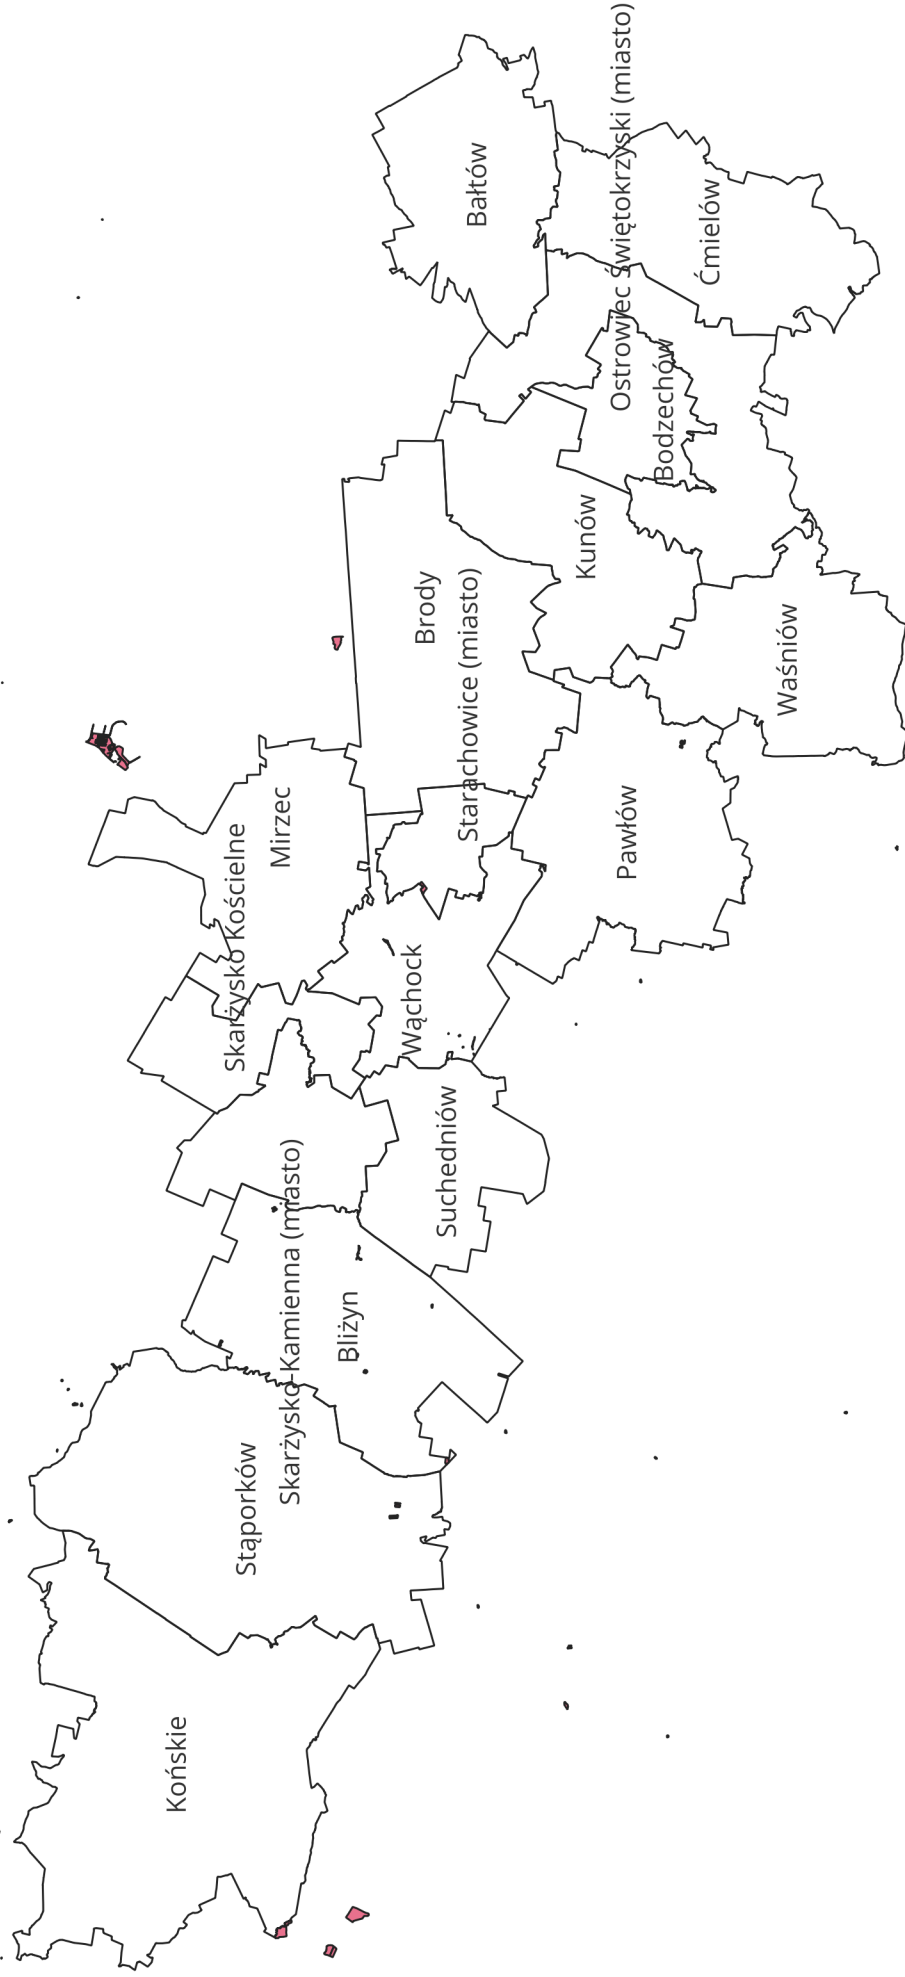 Końskie
Stąporków
Skarżysko-Kamienna (miasto)
Bliżyn
Suchedniów
Skarżysko Kościelne
Mirzec
Wąchock
Starachowice (miasto)
Brody
Pawłów
Kunów
Waśniów
Ostrowiec Świętokrzyski (miasto)
Bodzechów
Bałtów
Ćmielów